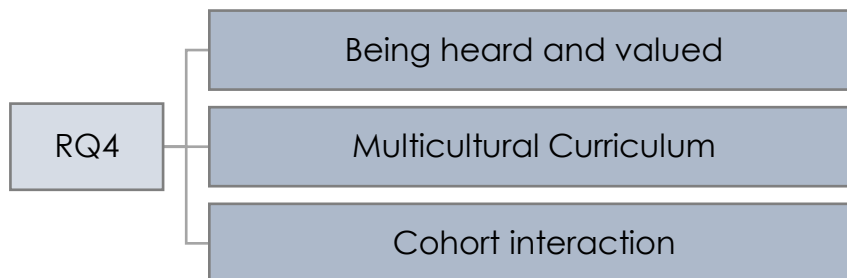 RQ4
Being heard and valued
Multicultural Curriculum
Cohort interaction